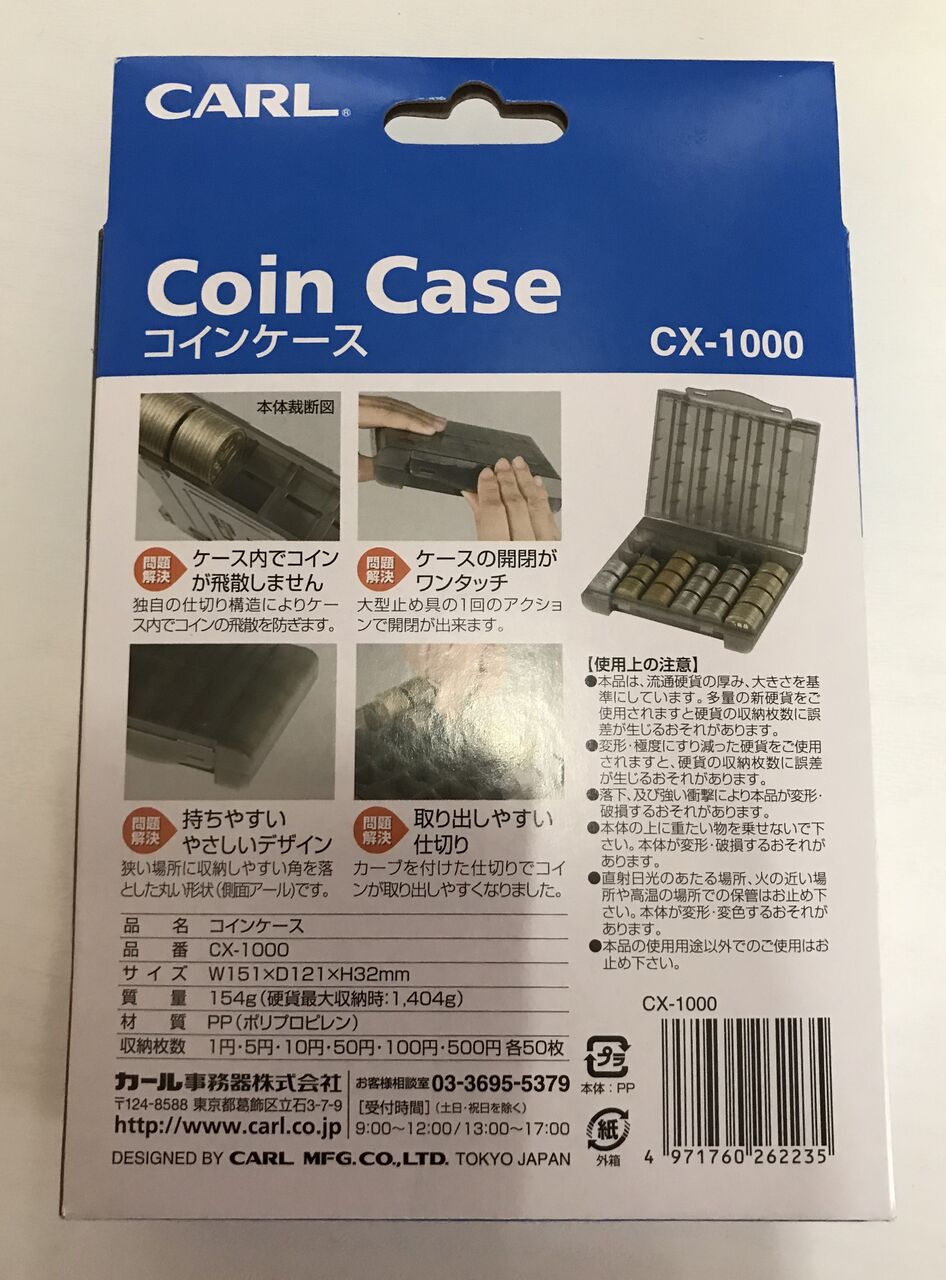 CARL®
Coin Case
コインケース
CX-1000
本体裁断図
問題
解決
ケース内でコイン
が飛散しません
独自の仕切り構造によりケー
ス内でコインの飛散を防ぎます。
問題
解決
ケースの開閉が
ワンタッチ
大型止め具の1回のアクショ
ンで開閉が出来ます。
問題
解決
持ちやすい
やさしいデザイン
狭い場所に収納しやすい角を落
とした丸い形状(側面アール)です。
問題
解決
取り出しやすい
仕切り
カーブを付けた仕切りでコイ
ンが取り出しやすくなりました。
【使用上の注意】
●本品は、流通硬貨の厚み、大きさを基
準にしています。多量の新硬貨をご
使用されますと硬貨の収納枚数に誤
差が生じるおそれがあります。
●変形・極度にすり減った硬貨をご使用
されますと、硬貨の収納枚数に誤差
が生じるおそれがあります。
●落下、及び強い衝撃により本品が変形・
破損するおそれがあります。
●本体の上に重たい物を乗せないで下
さい。本体が変形・破損するおそれが
あります。
●直射日光のあたる場所、火の近い場
所や高温の場所での保管はお止め下
さい。本体が変形・変色するおそれが
あります。
●本品の使用用途以外でのご使用はお
止め下さい。
品名 コインケース
品番 CX-1000
サイズ W151×D121×H32mm
質量 154g(硬貨最大収納時:1,404g)
材質 PP(ポリプロピレン)
収納枚数 1円・5円・10円・50円・100円・500円 各50枚
カール事務器株式会社
〒124-8588 東京都葛飾区立石3-7-9
http://www.carl.co.jp
お客様相談室 03-3695-5379
[受付時間](土日・祝日を除く)
9:00〜12:00/13:00〜17:00
DESIGNED BY CARL MFG.CO.,LTD. TOKYO JAPAN
プラ
本体:PP
紙
外箱
CX-1000
4 971760 262235